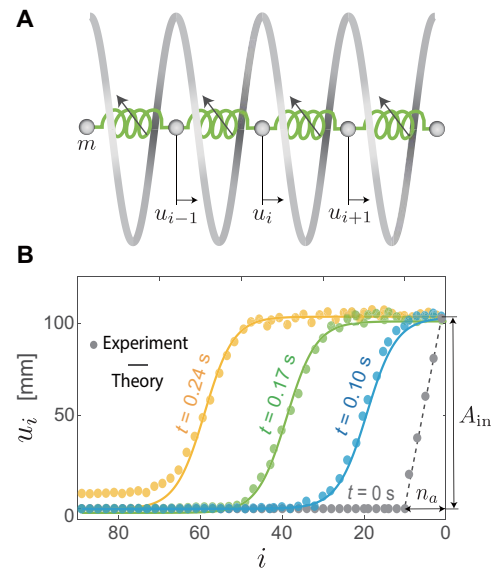 A
m
u_{i-1} u_i u_{i+1}
B
100
50
0
u_i [mm]
Experiment
Theory
t = 0.24 s
t = 0.17 s
t = 0.10 s
t = 0 s
A_in
n_a
80 60 40 20 0
i